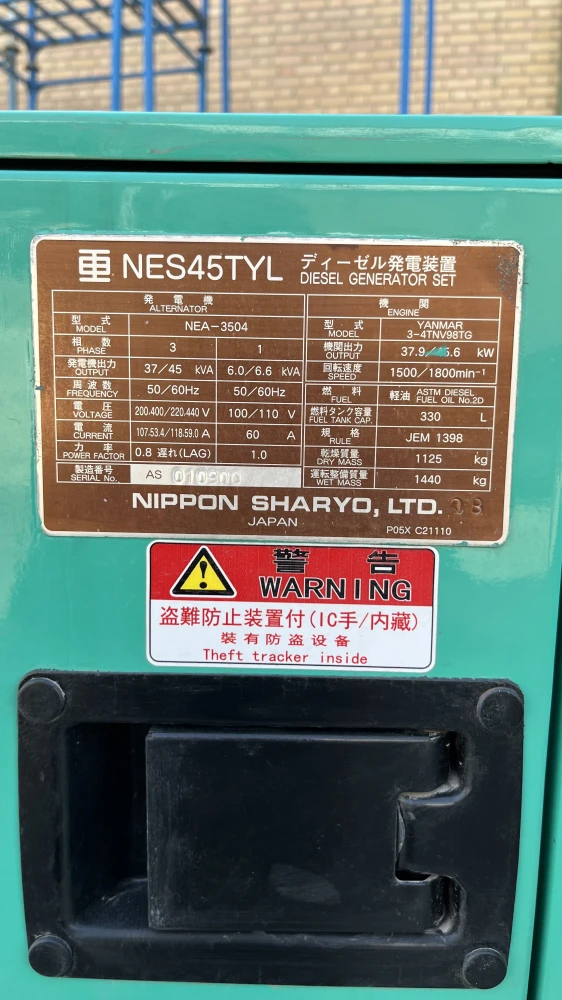 NES45TYL ディーゼル発電装置
DIESEL GENERATOR SET
発電機
ALTERNATOR
型式 MODEL NEA-3504
相数 PHASE 3 1
発電機出力 OUTPUT 37/45 kVA 6.0/6.6 kVA
周波数 FREQUENCY 50/60Hz 50/60Hz
電圧 VOLTAGE 200.400/220.440 V 100/110 V
電流 CURRENT 107.53.4/118.59.0 A 60 A
力率 POWER FACTOR 0.8 遅れ(LAG) 1.0
製造番号 SERIAL No. AS
機関
ENGINE
型式 MODEL YANMAR 3-4TNV98TG
機関出力 OUTPUT 37.9 kW
回転速度 SPEED 1500/1800min⁻¹
燃料 FUEL 軽油 ASTM DIESEL FUEL OIL No.2D
燃料タンク容量 FUEL TANK CAP. 330 L
規格 RULE JEM 1398
乾燥質量 DRY MASS 1125 kg
運転整備質量 WET MASS 1440 kg
NIPPON SHARYO, LTD.
JAPAN
P05X C21110
警告
WARNING
盗難防止装置付(IC手/内藏)
裝有防盗设备
Theft tracker inside